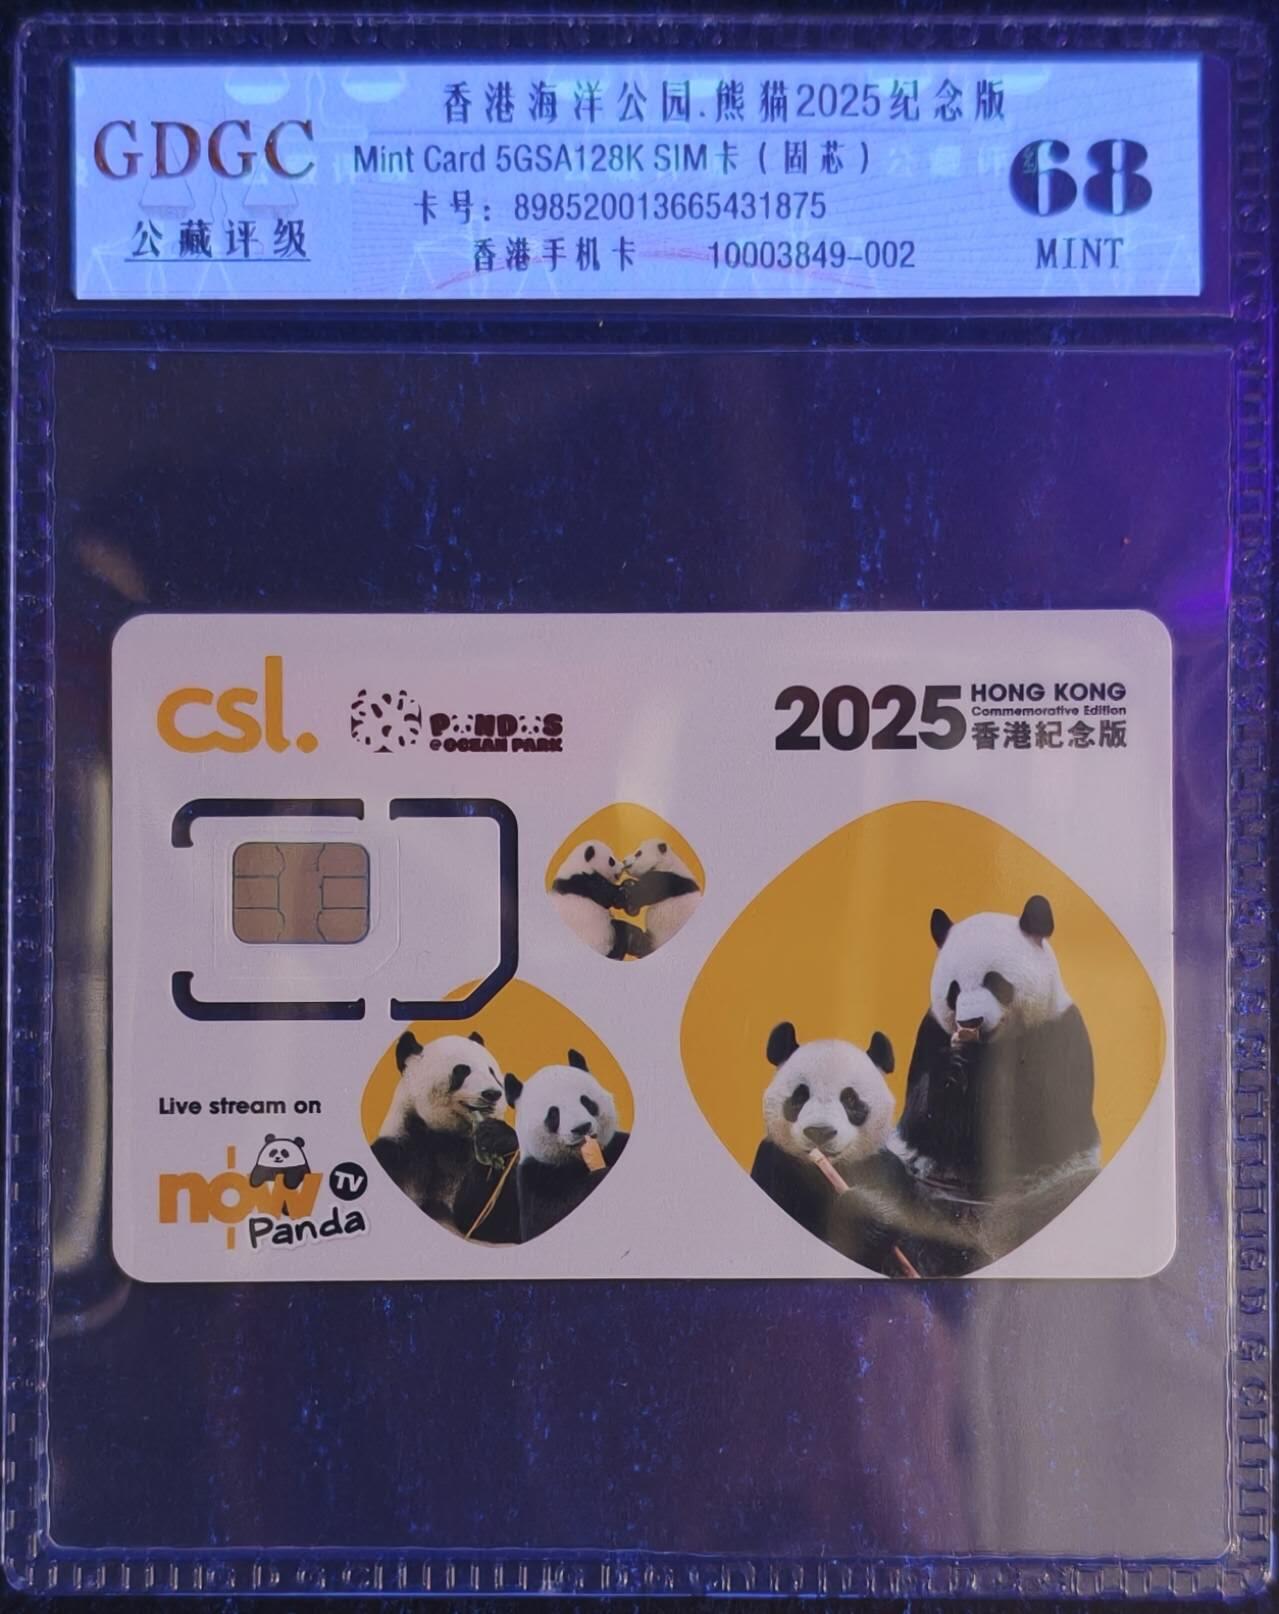 香港海洋公园.熊猫2025纪念版
GDGC
Mint Card 5GSA128K SIM卡（固芯）
68
卡号：898520013665431875
公藏评级
香港手机卡 10003849-002
MINT
csl.
PANDAS
@OCEAN PARK
2025
HONG KONG
Commemorative Edition
香港紀念版
Live stream on
now TV
Panda